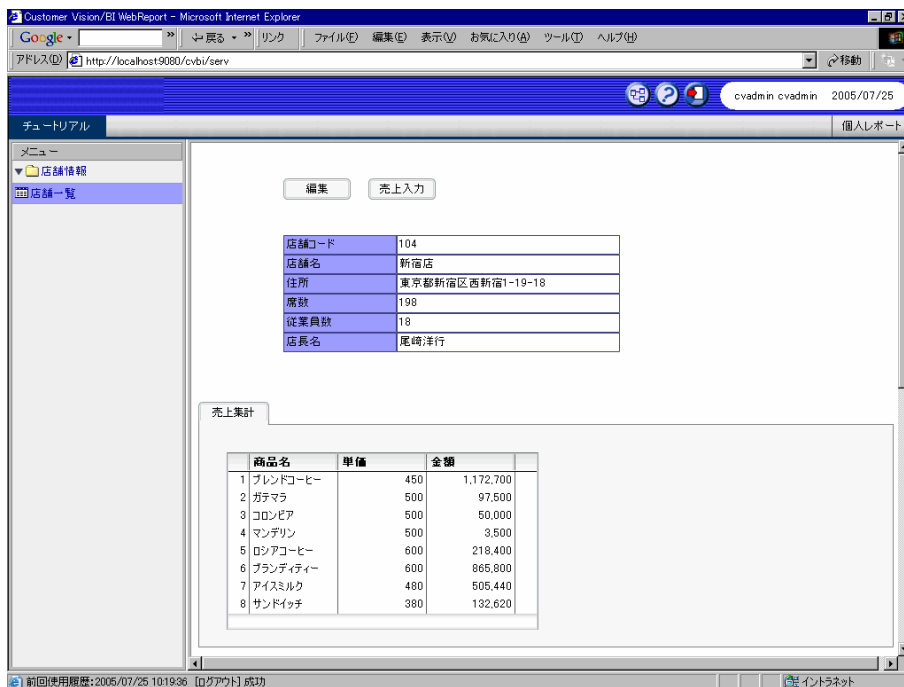 Customer Vision/BI WebReport - Microsoft Internet Explorer
Google » 戻る » リンク ファイル(F) 編集(E) 表示(V) お気に入り(A) ツール(T) ヘルプ(H)
アドレス(D) http://localhost:9080/cvbi/serv 移動
cvadmin cvadmin 2005/07/25
チュートリアル 個人レポート
メニュー
店舗情報
店舗一覧
編集 売上入力
店舗コード 104
店舗名 新宿店
住所 東京都新宿区西新宿1-19-18
席数 198
従業員数 18
店長名 尾崎洋行
売上集計
商品名 単価 金額
1 ブレンドコーヒー 450 1,172,700
2 ガテマラ 500 97,500
3 コロンビア 500 50,000
4 マンデリン 500 3,500
5 ロシアコーヒー 600 218,400
6 ブランディティー 600 865,800
7 アイスミルク 480 505,440
8 サンドイッチ 380 132,620
前回使用履歴:2005/07/25 10:19:36 [ログアウト] 成功 イントラネット